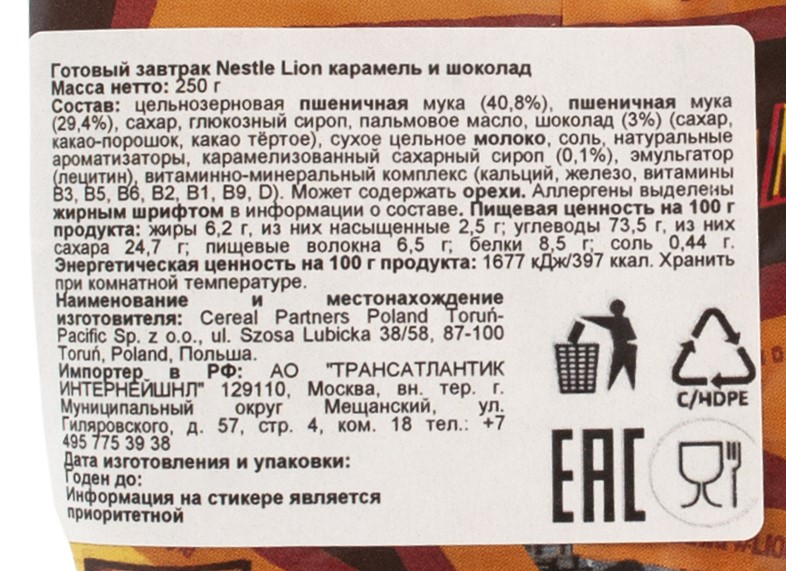 Готовый завтрак Nestle Lion карамель и шоколад
Масса нетто: 250 г
Состав: цельнозерновая пшеничная мука (40,8%), пшеничная мука
(29,4%), сахар, глюкозный сироп, пальмовое масло, шоколад (3%) (сахар,
какао-порошок, какао тёртое), сухое цельное молоко, соль, натуральные
ароматизаторы, карамелизованный сахарный сироп (0,1%), эмульгатор
(лецитин), витаминно-минеральный комплекс (кальций, железо, витамины
B3, B5, B6, B2, B1, B9, D). Может содержать орехи. Аллергены выделены
жирным шрифтом в информации о составе. Пищевая ценность на 100 г
продукта: жиры 6,2 г, из них насыщенные 2,5 г; углеводы 73,5 г, из них
сахара 24,7 г; пищевые волокна 6,5 г; белки 8,5 г; соль 0,44 г.
Энергетическая ценность на 100 г продукта: 1677 кДж/397 ккал. Хранить
при комнатной температуре.
Наименование и местонахождение
изготовителя: Cereal Partners Poland Toruń-
Pacific Sp. z o.o., ul. Szosa Lubicka 38/58, 87-100
Toruń, Poland, Польша.
Импортер в РФ: АО "ТРАНСАТЛАНТИК
ИНТЕРНЕЙШНЛ" 129110, Москва, вн. тер. г.
Муниципальный округ Мещанский, ул.
Гиляровского, д. 57, стр. 4, ком. 18 тел.: +7
495 775 39 38
Дата изготовления и упаковки:
Годен до:
Информация на стикере является
приоритетной
C/HDPE
EAC